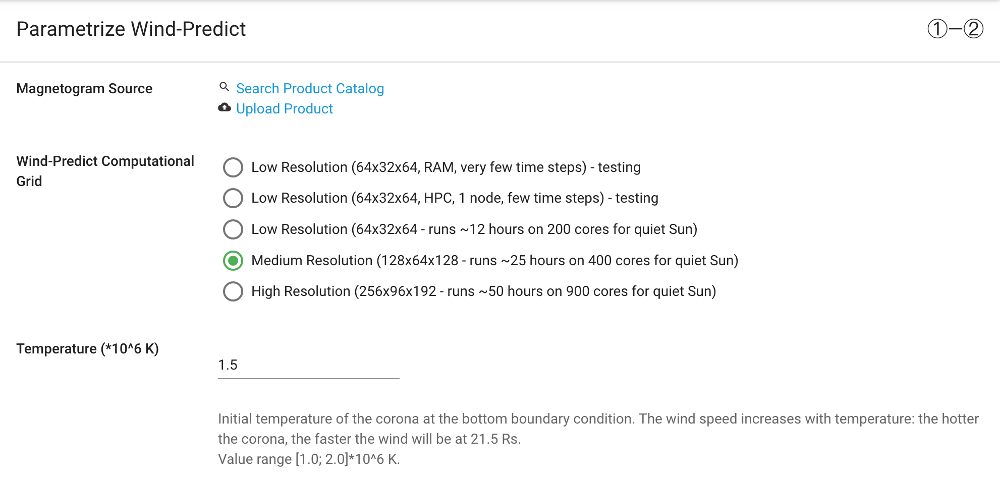 Parametrize Wind-Predict
①—②
Magnetogram Source
Search Product Catalog
Upload Product
Wind-Predict Computational
Grid
Low Resolution (64x32x64, RAM, very few time steps) - testing
Low Resolution (64x32x64, HPC, 1 node, few time steps) - testing
Low Resolution (64x32x64 - runs ~12 hours on 200 cores for quiet Sun)
Medium Resolution (128x64x128 - runs ~25 hours on 400 cores for quiet Sun)
High Resolution (256x96x192 - runs ~50 hours on 900 cores for quiet Sun)
Temperature (*10^6 K)
1.5
Initial temperature of the corona at the bottom boundary condition. The wind speed increases with temperature: the hotter
the corona, the faster the wind will be at 21.5 Rs.
Value range [1.0; 2.0]*10^6 K.